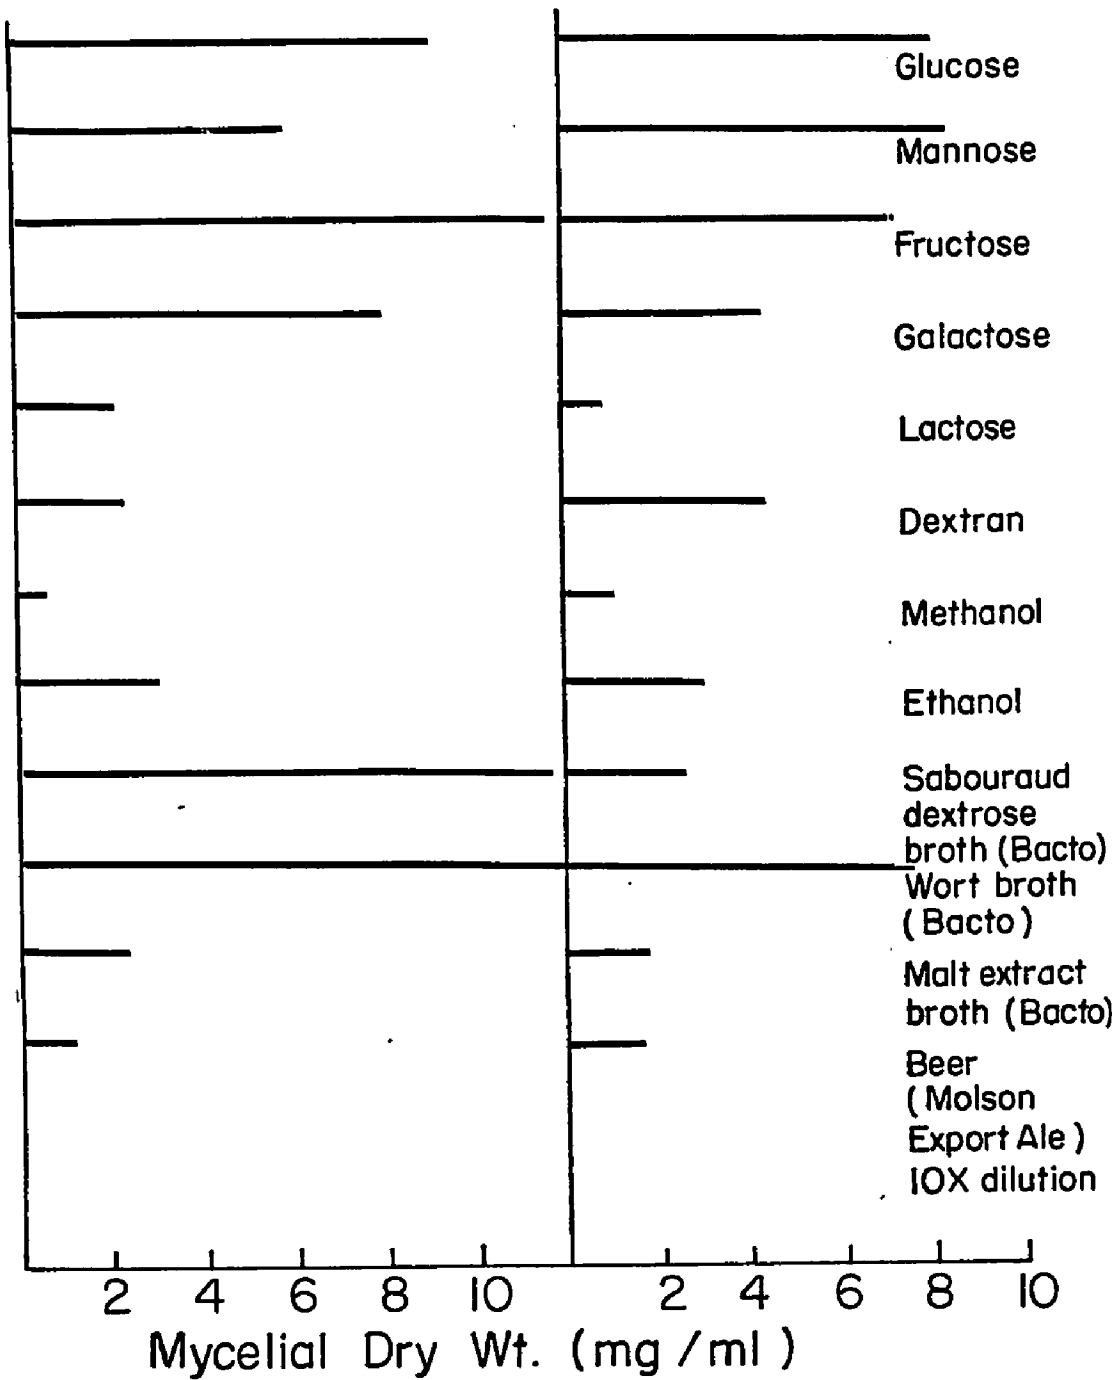 Glucose
Mannose
Fructose
Galactose
Lactose
Dextran
Methanol
Ethanol
Sabouraud
dextrose
broth (Bacto)
Wort broth
(Bacto)
Malt extract
broth (Bacto)
Beer
(Molson
Export Ale)
10X dilution
2 4 6 8 10 2 4 6 8 10
Mycelial Dry Wt. (mg/ml)